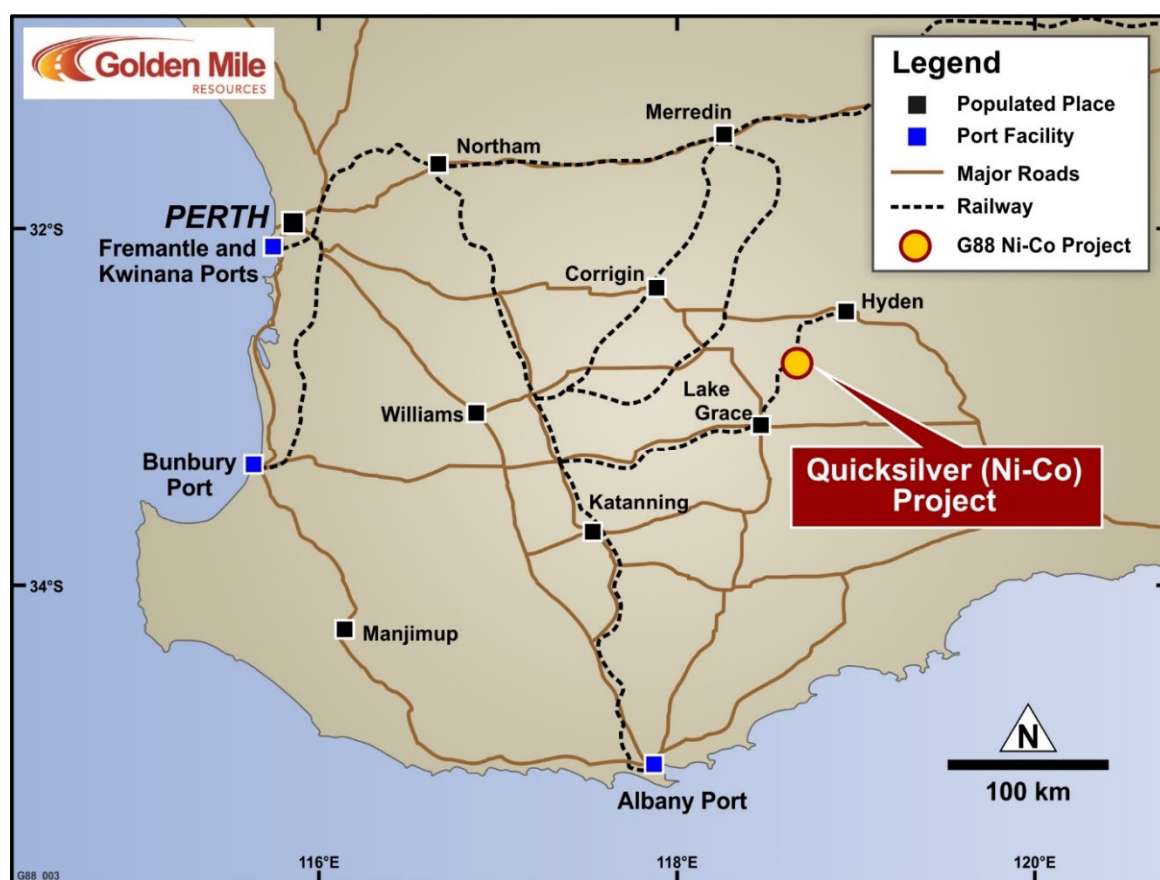 Golden Mile
RESOURCES
Legend
Populated Place
Port Facility
Major Roads
Railway
G88 Ni-Co Project
Merredin
Northam
PERTH
32°S
Fremantle and
Kwinana Ports
Corrigin
Hyden
Lake
Grace
Williams
Bunbury
Port
Quicksilver (Ni-Co)
Project
Katanning
34°S
Manjimup
N
100 km
Albany Port
116°E
118°E
120°E
G88_003